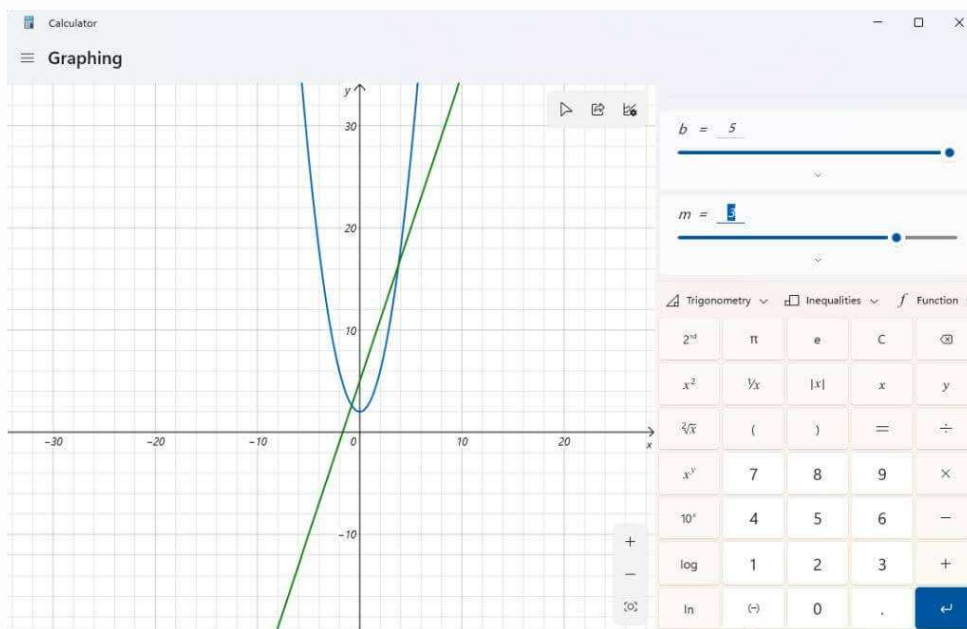 Calculator
Graphing
y
30
20
10
-30 -20 -10 0 10 20 x
-10
b = 5
m = 3
Trigonometry Inequalities f Function
2ⁿᵈ π e C
x² ¹/x |x| x y
²√x ( ) = ÷
xʸ 7 8 9 ×
10ˣ 4 5 6 −
log 1 2 3 +
ln (−) 0 .